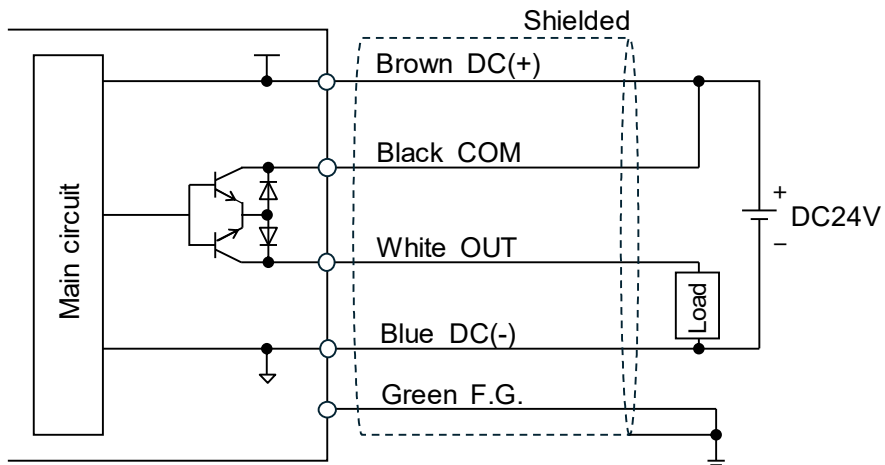 Shielded
Brown DC(+)
Black COM
+
DC24V
−
Main circuit
White OUT
Load
Blue DC(-)
Green F.G.